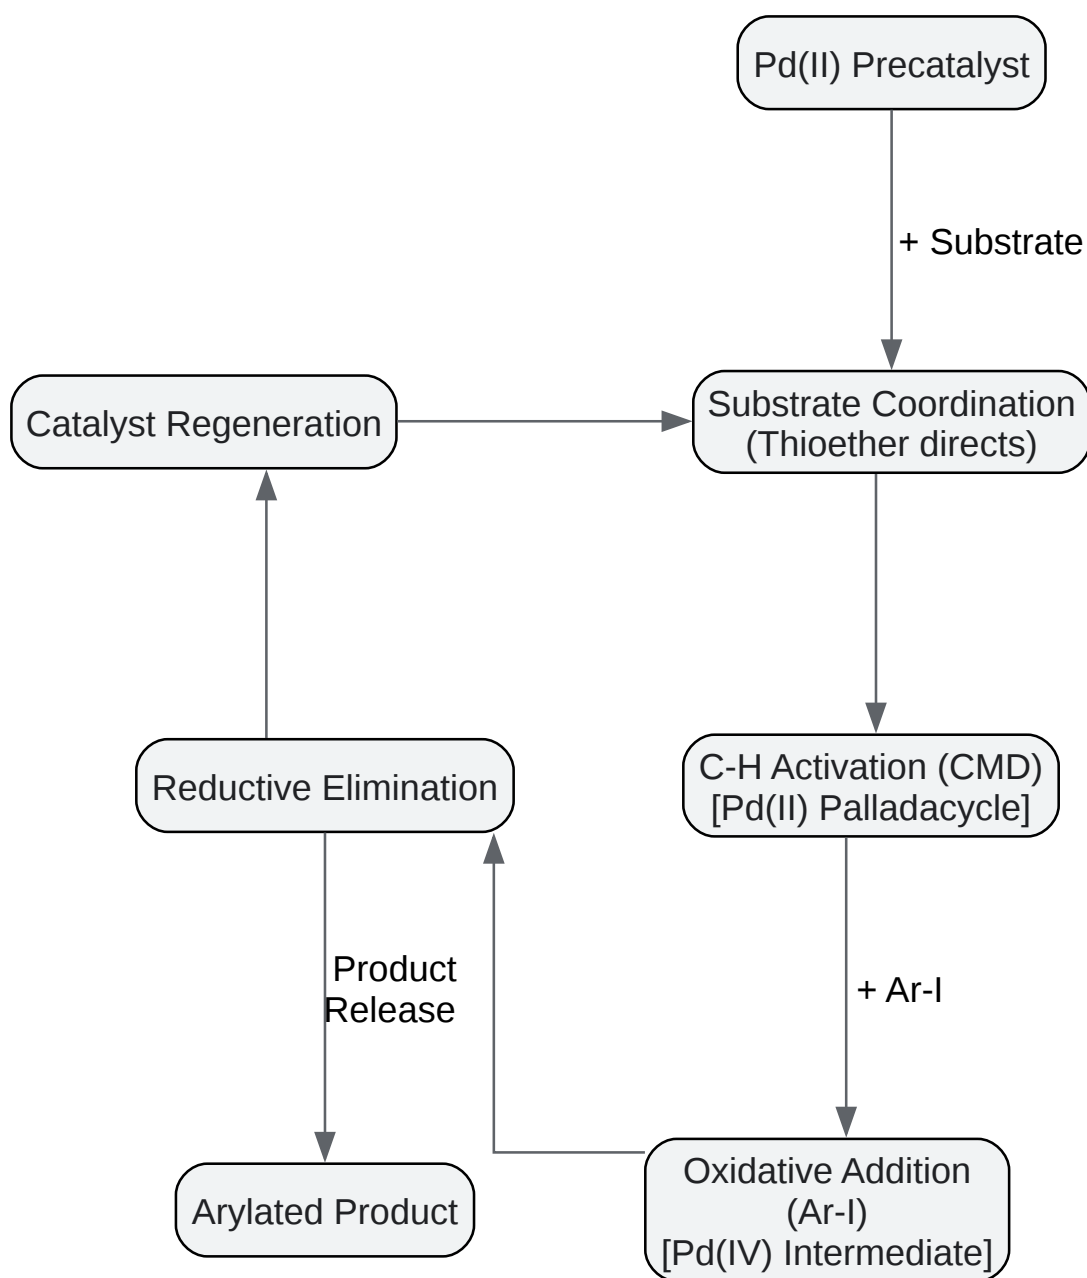 Pd(II) Precatalyst
+ Substrate
Catalyst Regeneration
Substrate Coordination
(Thioether directs)
Reductive Elimination
C-H Activation (CMD)
[Pd(II) Palladacycle]
Product
Release
+ Ar-I
Arylated Product
Oxidative Addition
(Ar-I)
[Pd(IV) Intermediate]